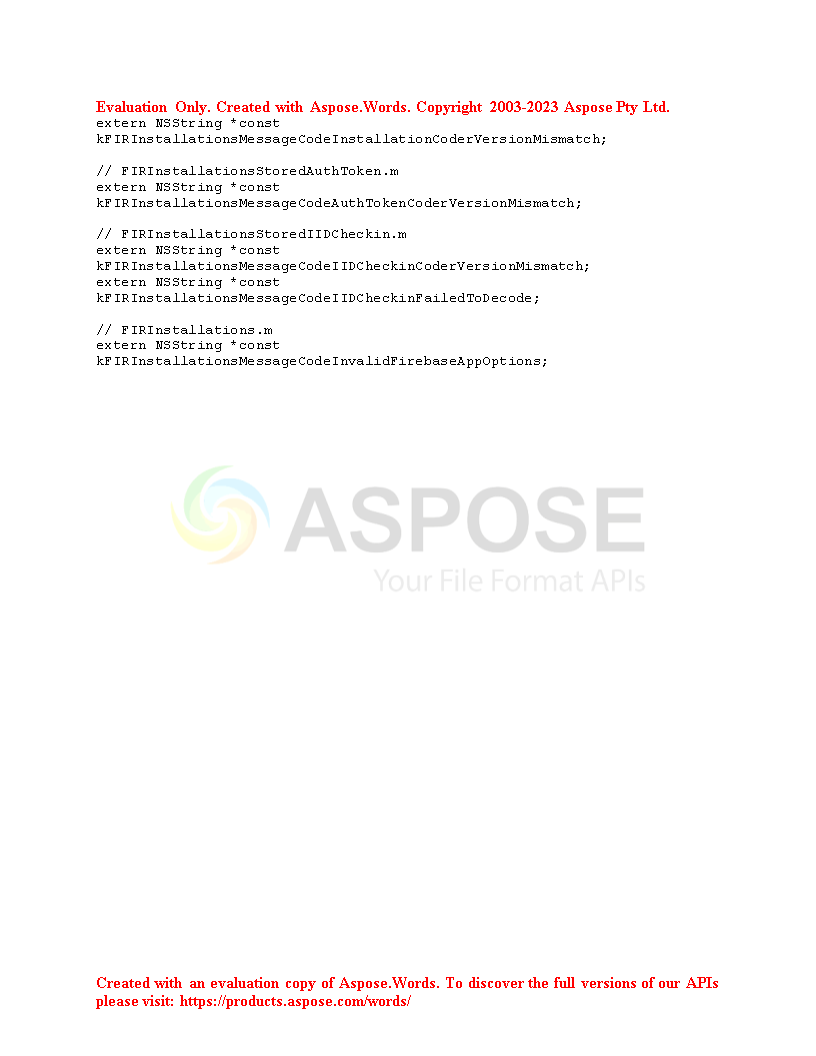 Evaluation Only. Created with Aspose.Words. Copyright 2003-2023 Aspose Pty Ltd.
extern NSString *const
kFIRInstallationsMessageCodeInstallationCoderVersionMismatch;
// FIRInstallationsStoredAuthToken.m
extern NSString *const
kFIRInstallationsMessageCodeAuthTokenCoderVersionMismatch;
// FIRInstallationsStoredIIDCheckin.m
extern NSString *const
kFIRInstallationsMessageCodeIIDCheckinCoderVersionMismatch;
extern NSString *const
kFIRInstallationsMessageCodeIIDCheckinFailedToDecode;
// FIRInstallations.m
extern NSString *const
kFIRInstallationsMessageCodeInvalidFirebaseAppOptions;
ASPOSE
Your File Format APIs
Created with an evaluation copy of Aspose.Words. To discover the full versions of our APIs
please visit: https://products.aspose.com/words/